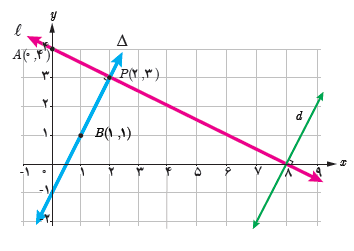 y
ℓ
Δ
A(۰,۴)
۴
P(۲,۳)
۳
d
۲
B(۱,۱)
۱
x
-۱ ۰ ۱ ۲ ۳ ۴ ۵ ۶ ۷ ۸ ۹
-۱
-۲